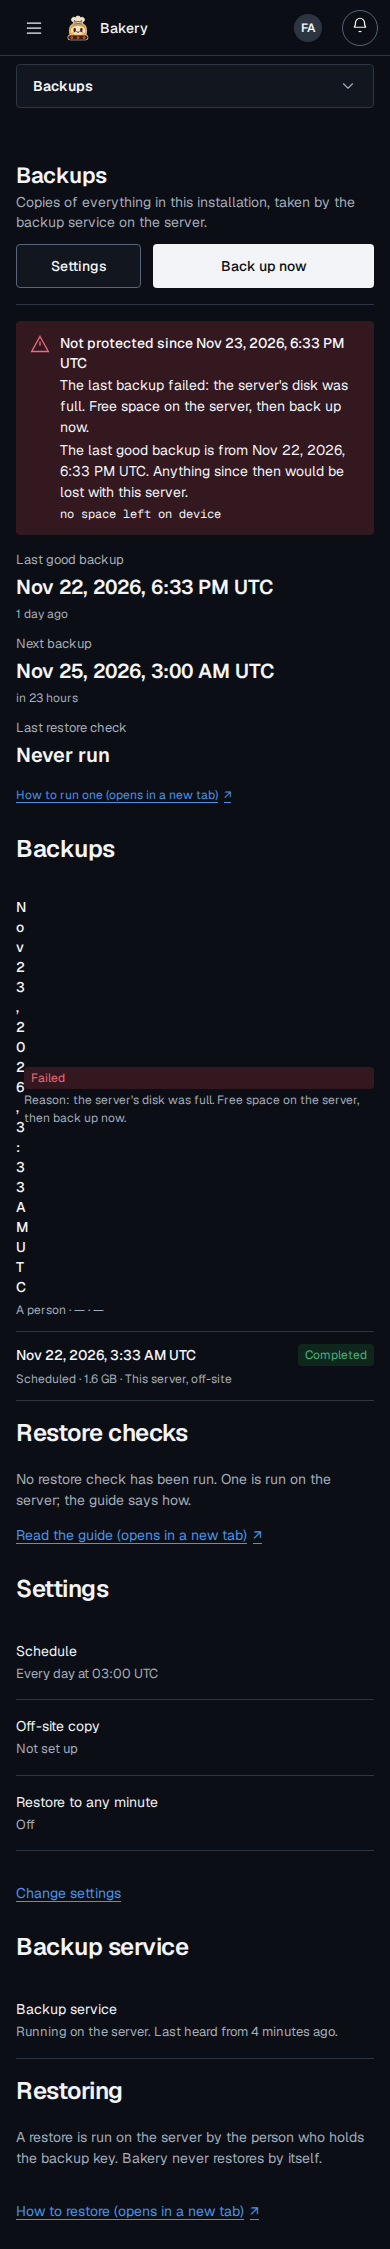 Bakery
FA
Backups
Backups
Copies of everything in this installation, taken by the
backup service on the server.
Settings
Back up now
Not protected since Nov 23, 2026, 6:33 PM
UTC
The last backup failed: the server's disk was
full. Free space on the server, then back up
now.
The last good backup is from Nov 22, 2026,
6:33 PM UTC. Anything since then would be
lost with this server.
no space left on device
Last good backup
Nov 22, 2026, 6:33 PM UTC
1 day ago
Next backup
Nov 25, 2026, 3:00 AM UTC
in 23 hours
Last restore check
Never run
How to run one (opens in a new tab) ↗
Backups
N
o
v
2
3
,
2
0
2
6
,
3
:
3
3
A
M
U
T
C
Failed
Reason: the server's disk was full. Free space on the server,
then back up now.
A person · — · —
Nov 22, 2026, 3:33 AM UTC
Completed
Scheduled · 1.6 GB · This server, off-site
Restore checks
No restore check has been run. One is run on the
server; the guide says how.
Read the guide (opens in a new tab) ↗
Settings
Schedule
Every day at 03:00 UTC
Off-site copy
Not set up
Restore to any minute
Off
Change settings
Backup service
Backup service
Running on the server. Last heard from 4 minutes ago.
Restoring
A restore is run on the server by the person who holds
the backup key. Bakery never restores by itself.
How to restore (opens in a new tab) ↗